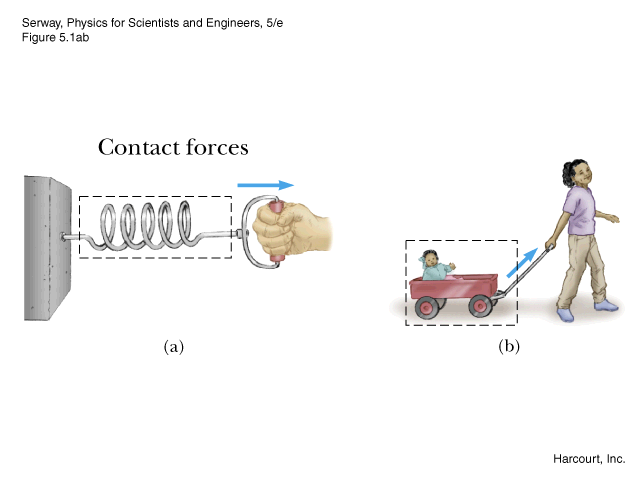 Serway, Physics for Scientists and Engineers, 5/e
Figure 5.1ab
Contact forces
(a)
(b)
Harcourt, Inc.